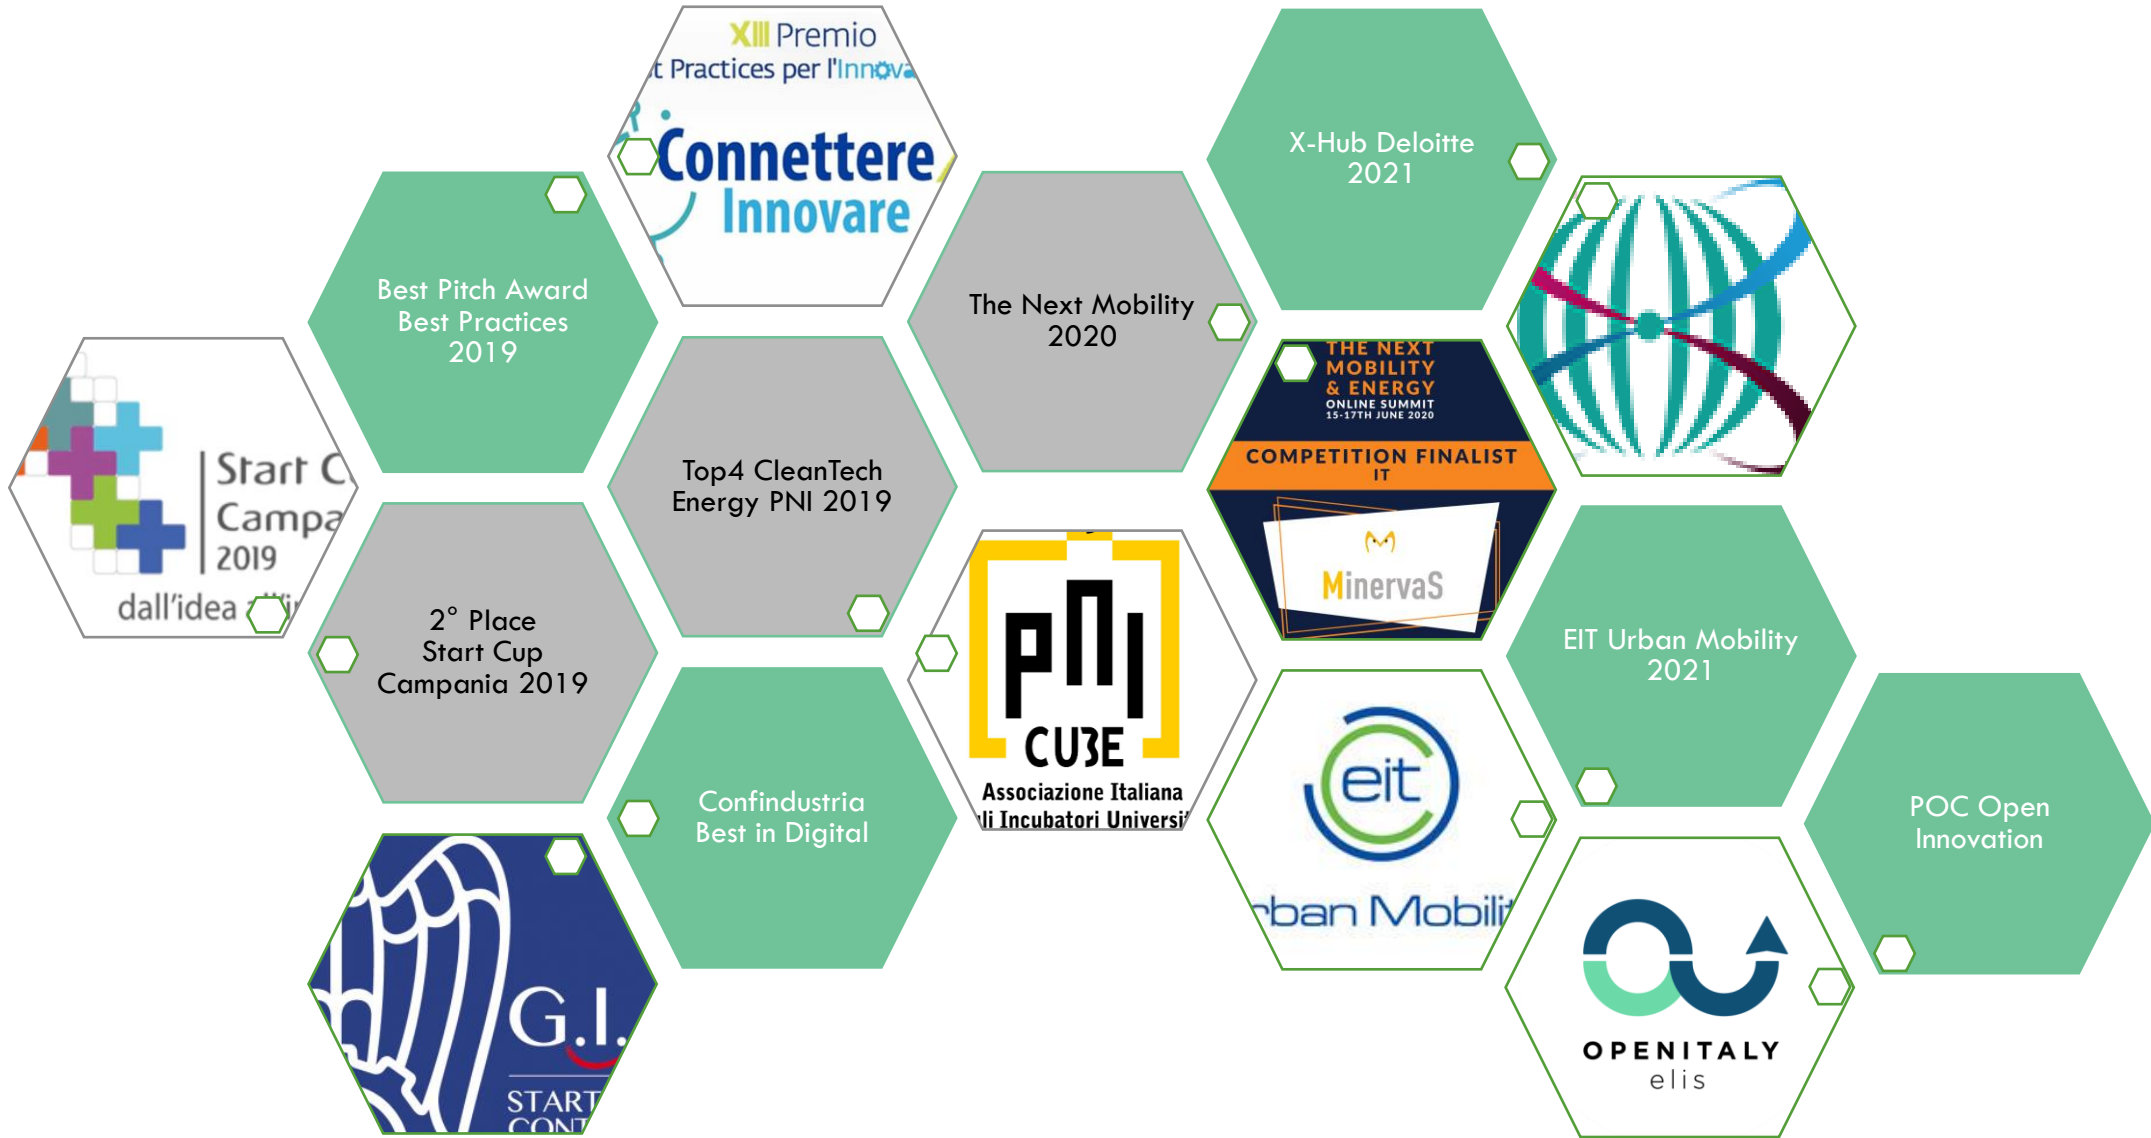 XIII Premio
t Practices per l'Innova
Connettere
Innovare
X-Hub Deloitte
2021
Best Pitch Award
Best Practices
2019
The Next Mobility
2020
THE NEXT
MOBILITY
& ENERGY
ONLINE SUMMIT
15-17TH JUNE 2020
COMPETITION FINALIST
IT
MinervaS
Start C
Campa
2019
dall'idea
Top4 CleanTech
Energy PNI 2019
2° Place
Start Cup
Campania 2019
pni
CUBE
Associazione Italiana
li Incubatori Universit
EIT Urban Mobility
2021
eit
rban Mobilit
Confindustria
Best in Digital
POC Open
Innovation
G.I.
START
CONT
OPENITALY
elis